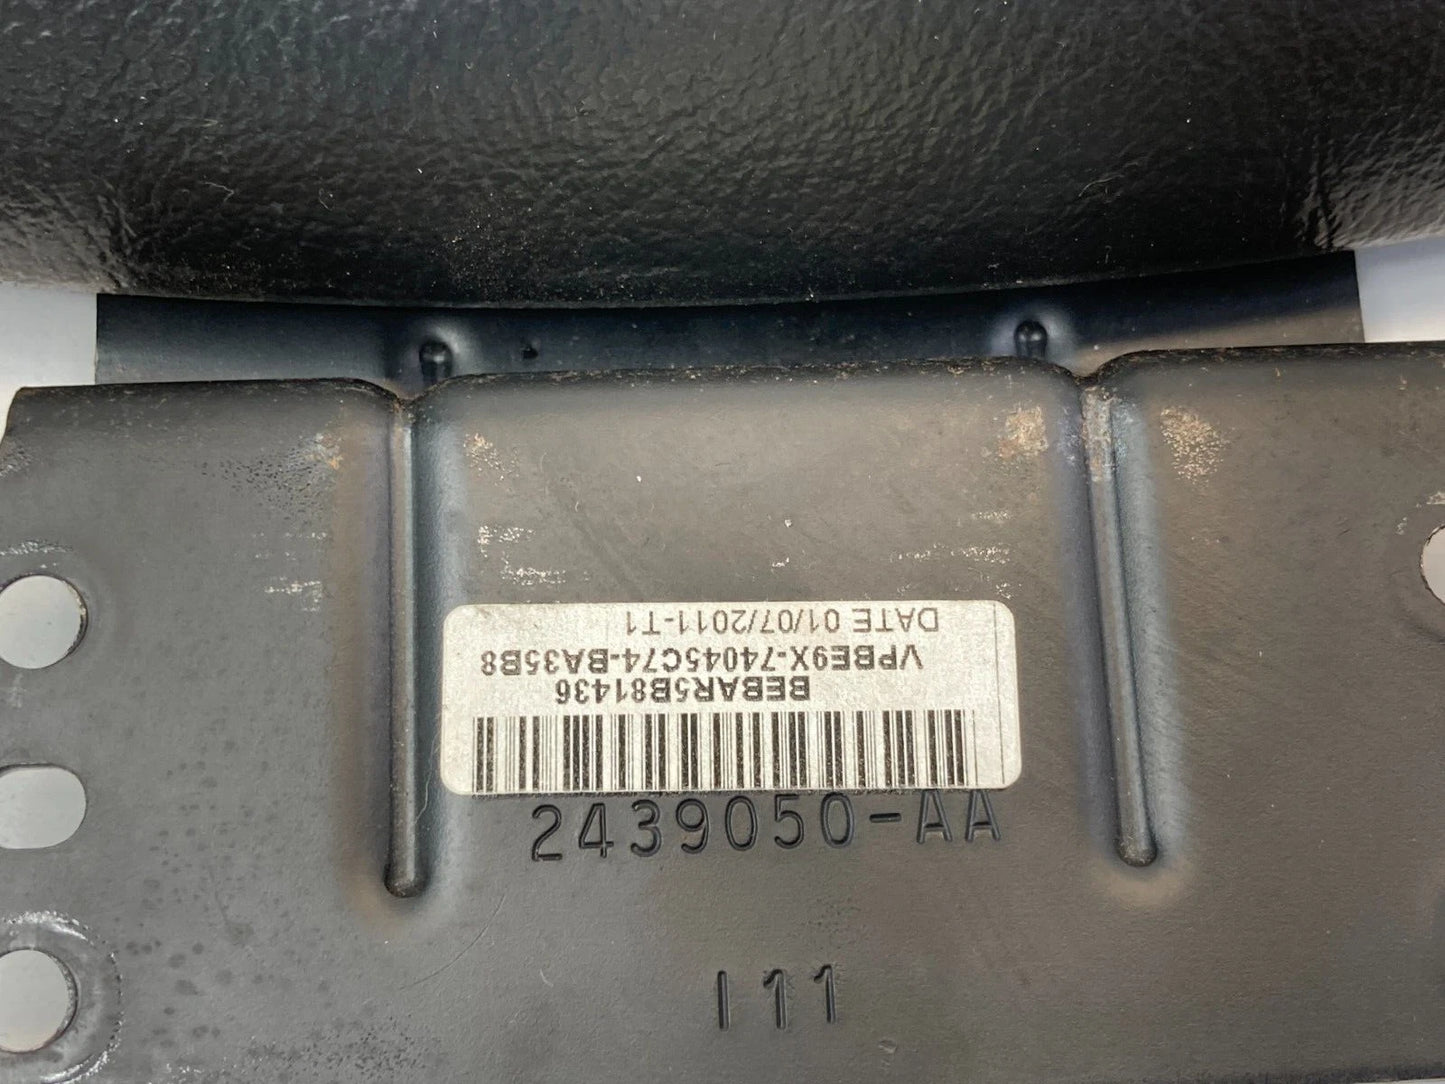 DATE 01/07/2011-T1
VPBE9X-74045C74-BA35B8
BEBAR5B81436
2439050-AA
I11